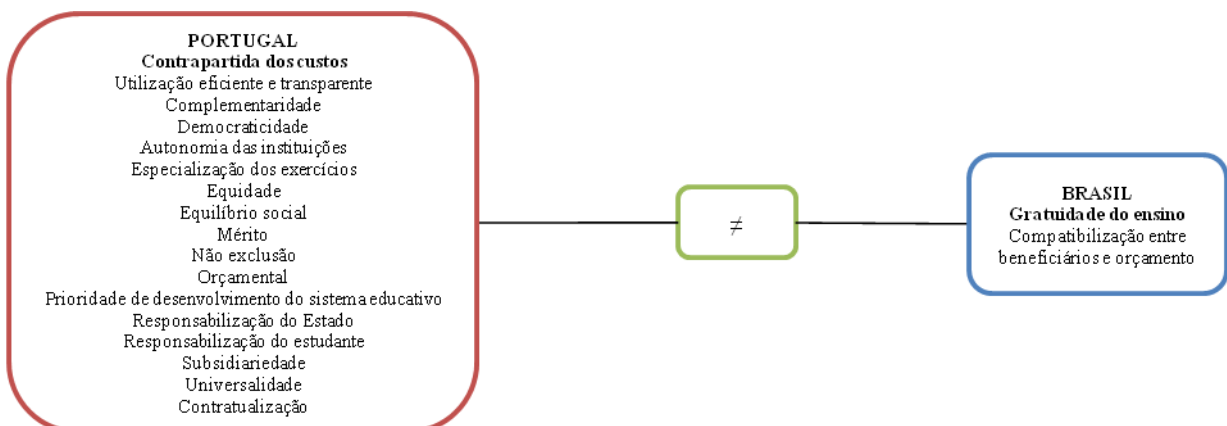 PORTUGAL
Contrapartida dos custos
Utilização eficiente e transparente
Complementaridade
Democraticidade
Autonomia das instituições
Especialização dos exercícios
Equidade
Equilíbrio social
Mérito
Não exclusão
Orçamental
Prioridade de desenvolvimento do sistema educativo
Responsabilização do Estado
Responsabilização do estudante
Subsidiariedade
Universalidade
Contratualização
≠
BRASIL
Gratuidade do ensino
Compatibilização entre
beneficiários e orçamento